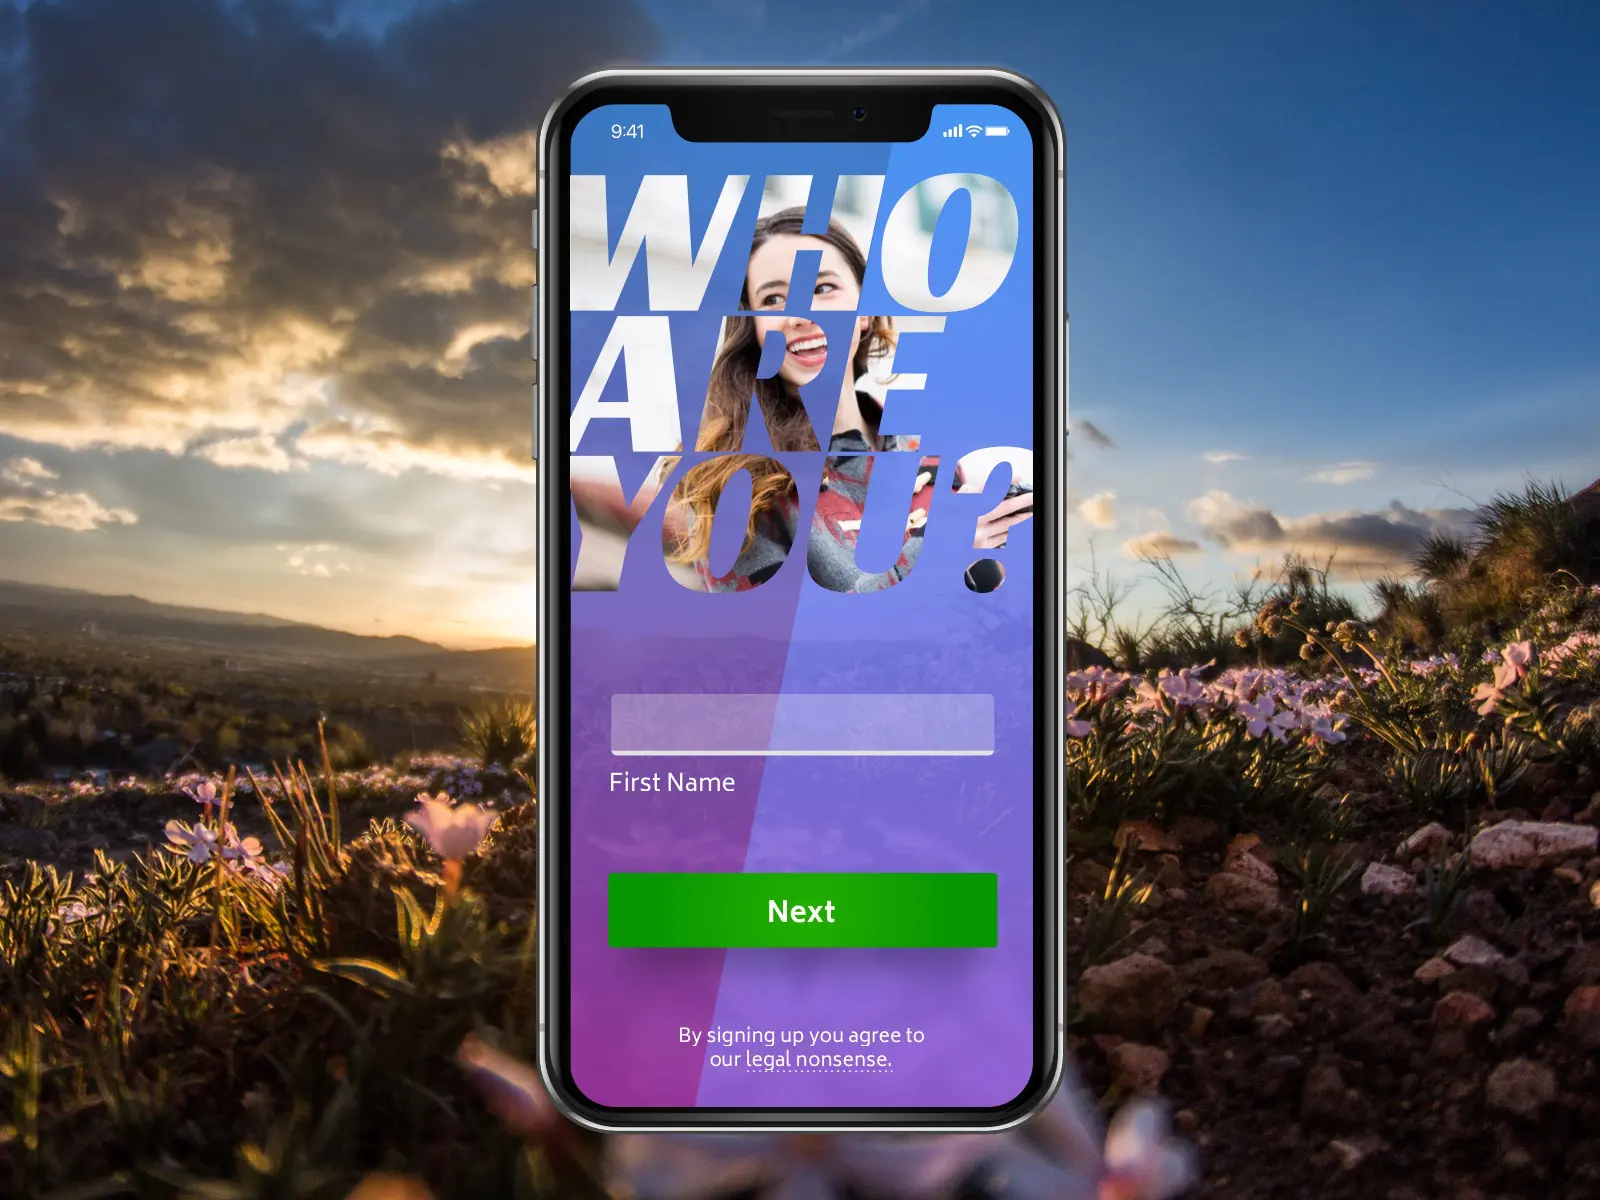 9:41
WHO
ARE
YOU?
First Name
Next
By signing up you agree to
our legal nonsense.